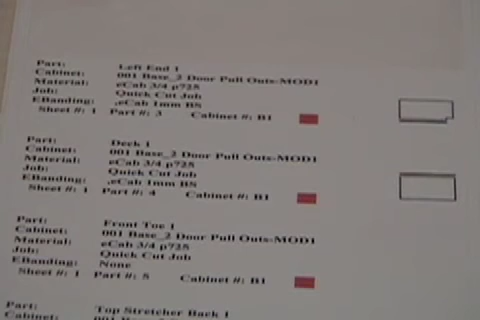 Part: Left End 1
Cabinet: 001 Base_2 Door Pull Outs-MOD1
Material: eCab 3/4 p725
Job: Quick Cut Job
EBanding: ,eCab 1mm BS
Sheet #: 1 Part #: 3 Cabinet #: B1
Part: Deck 1
Cabinet: 001 Base_2 Door Pull Outs-MOD1
Material: eCab 3/4 p725
Job: Quick Cut Job
EBanding: ,eCab 1mm BS
Sheet #: 1 Part #: 4 Cabinet #: B1
Part: Front Toe 1
Cabinet: 001 Base_2 Door Pull Outs-MOD1
Material: eCab 3/4 p725
Job: Quick Cut Job
EBanding: None
Sheet #: 1 Part #: 5 Cabinet #: B1
Part: Top Stretcher Back 1